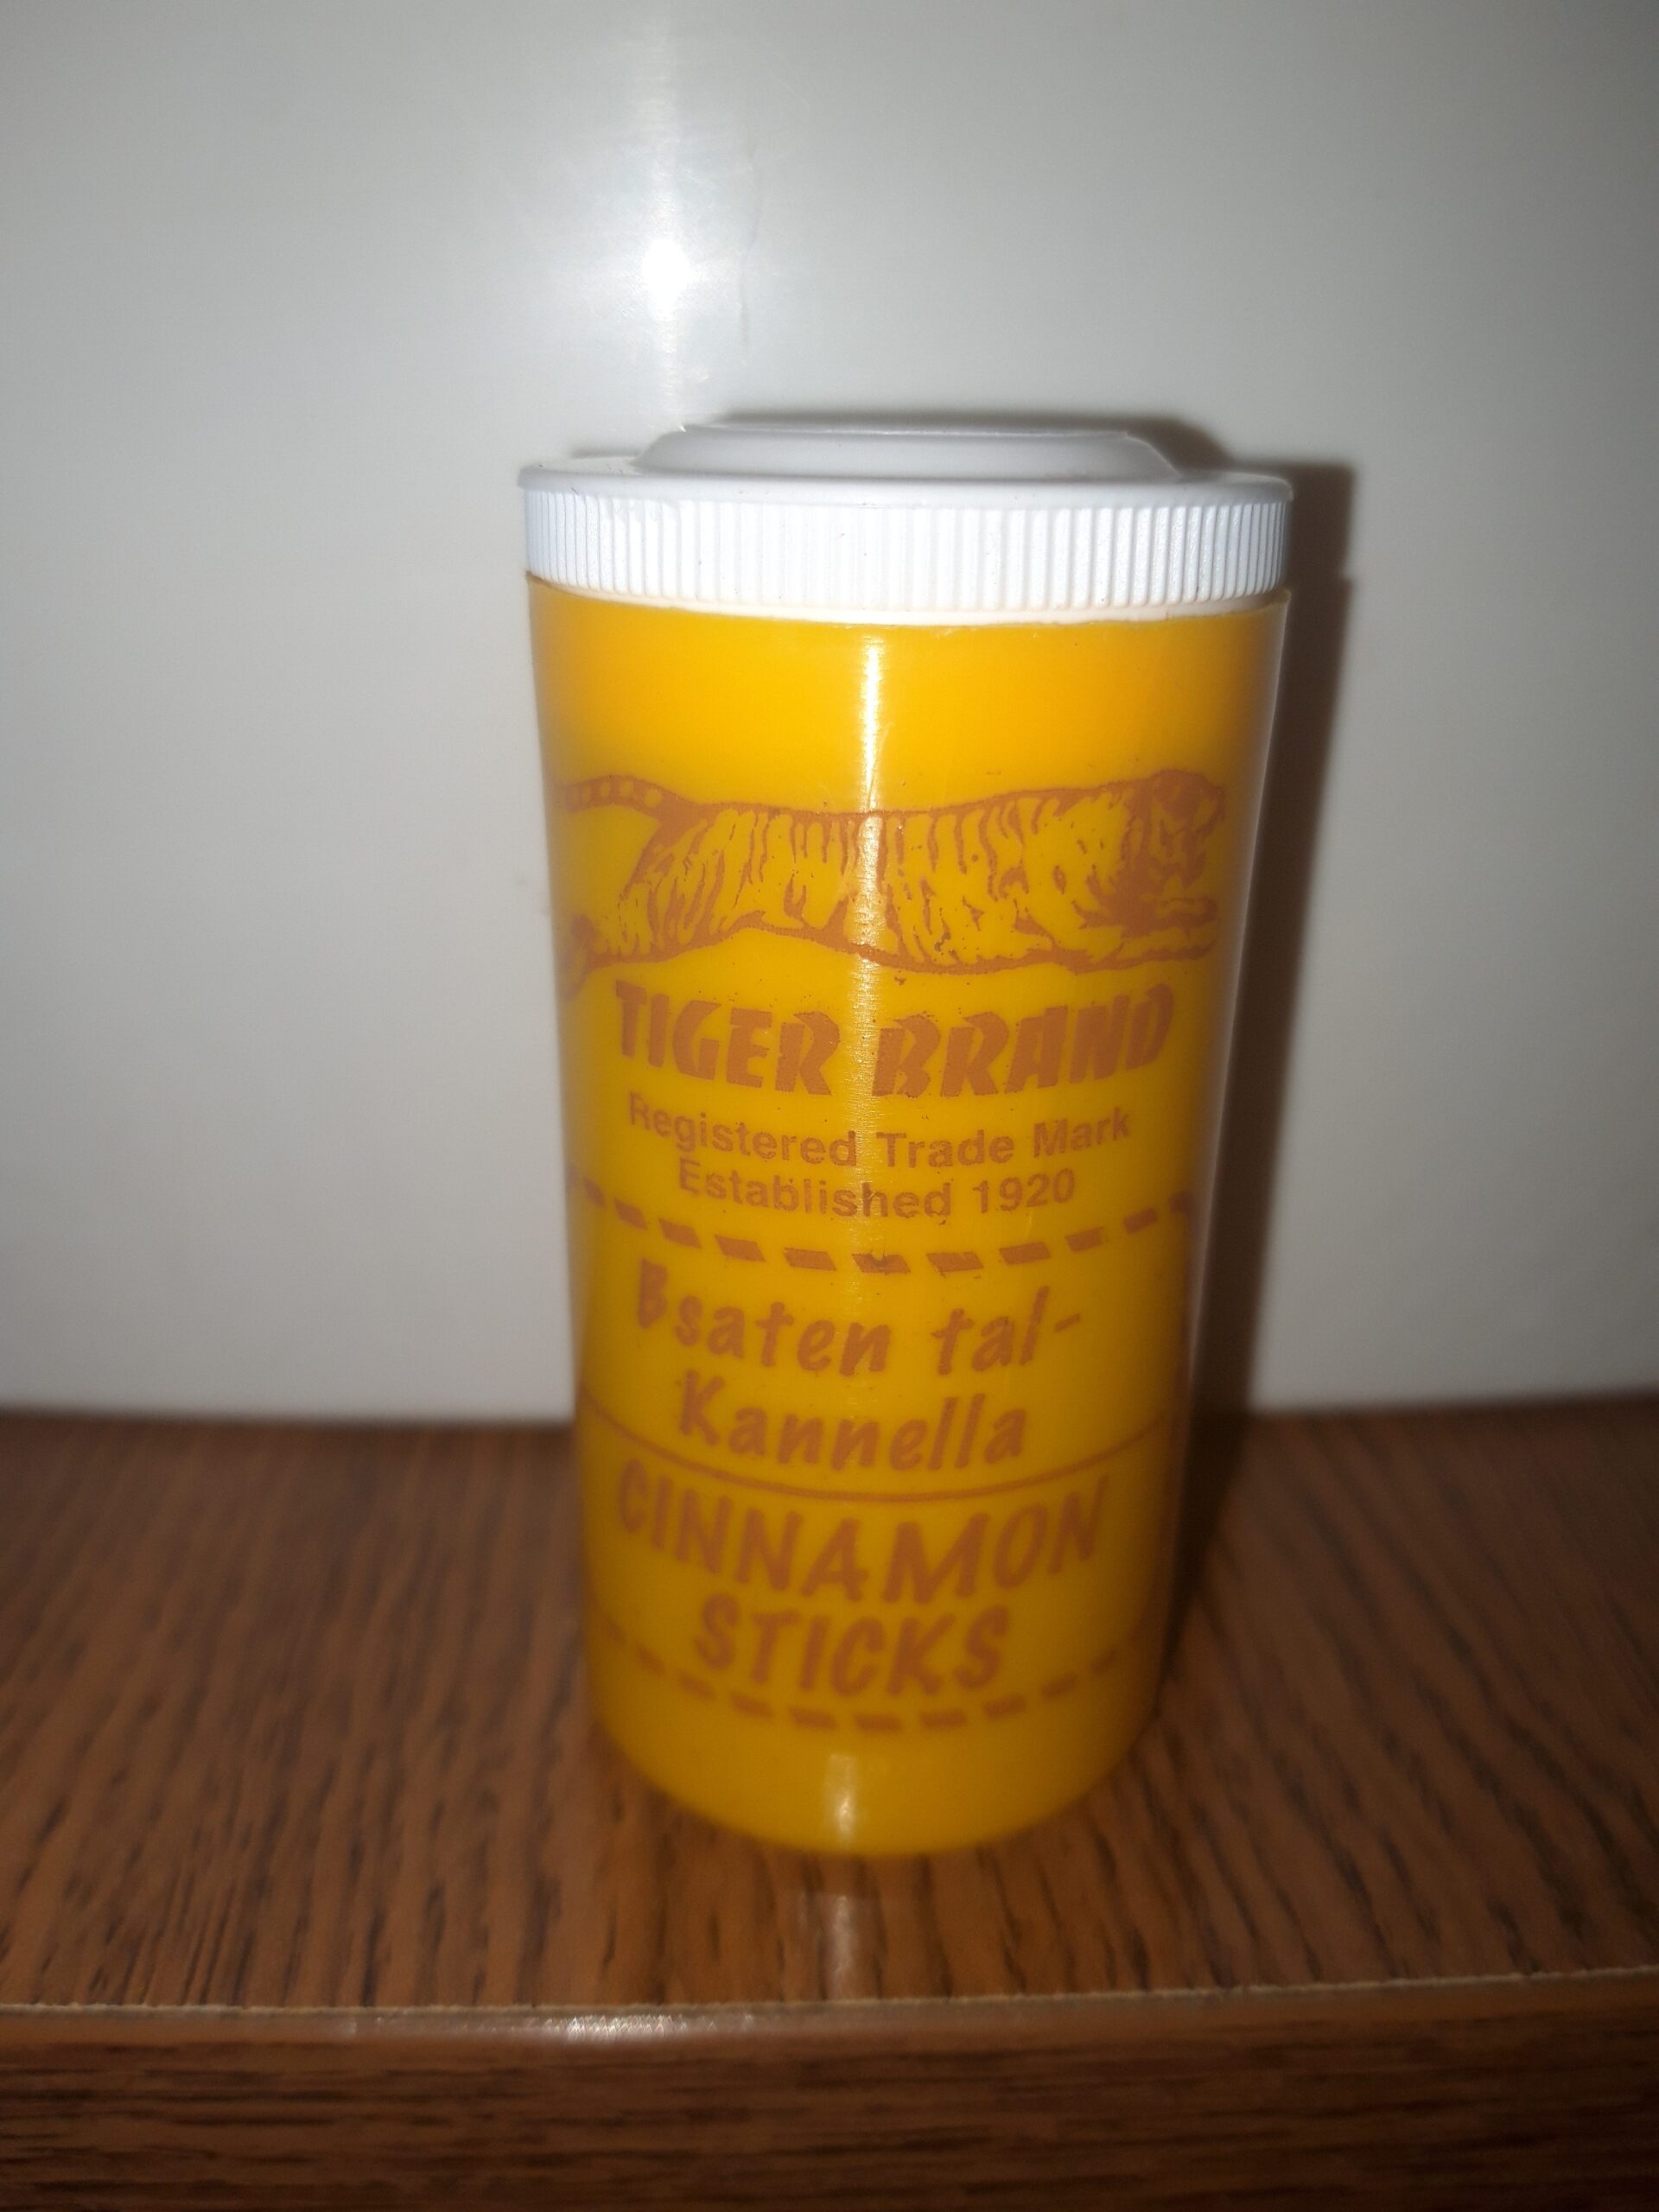 TIGER BRAND
Registered Trade Mark
Established 1920
Bsaten tal-
Kannella
CINNAMON
STICKS